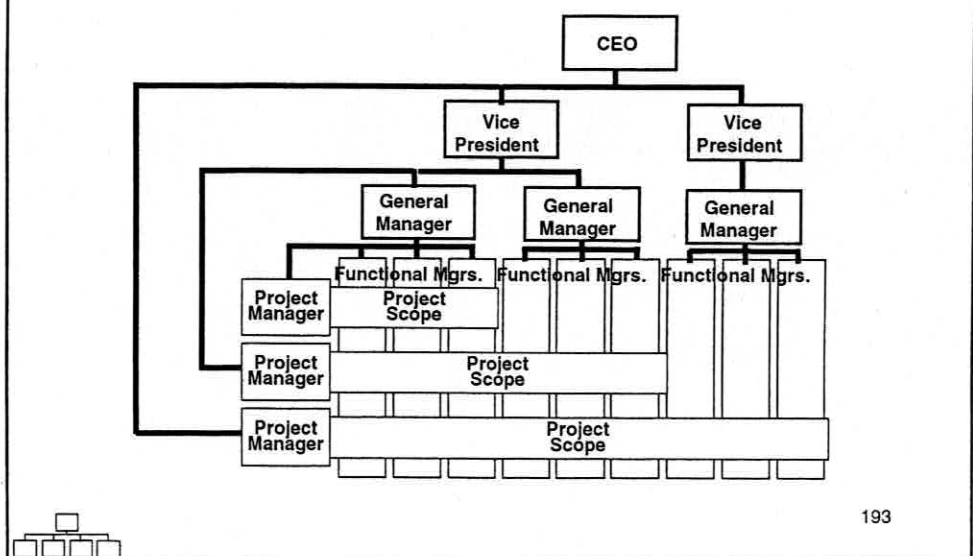 CEO
Vice
President
Vice
President
General
Manager
General
Manager
General
Manager
Functional Mgrs.
Functional Mgrs.
Functional Mgrs.
Project
Manager
Project
Scope
Project
Manager
Project
Scope
Project
Manager
Project
Scope
193